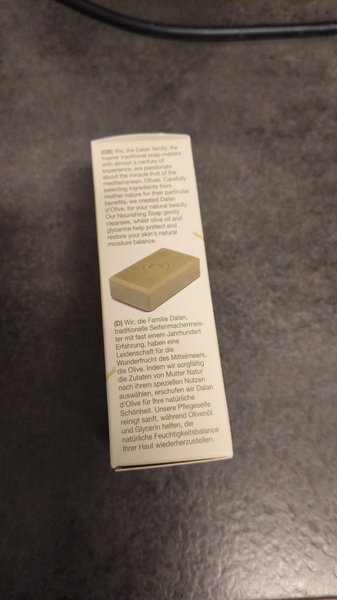 (GB) We, the Dalan family, the
master traditional soap makers
with almost a century of
experience, are passionate
about the miracle fruit of the
mediterranean, Olives. Carefully
selecting ingredients from
mother nature for their particular
benefits, we created Dalan
d'Olive, for your natural beauty.
Our Nourishing Soap gently
cleanses, whilst olive oil and
glycerine help protect and
restore your skin's natural
moisture balance.
(D) Wir, die Familie Dalan,
traditionelle Seifenmachermeis-
ter mit fast einem Jahrhundert
Erfahrung, haben eine
Leidenschaft für die
Wunderfrucht des Mittelmeers,
die Olive. Indem wir sorgfältig
die Zutaten von Mutter Natur
nach ihrem speziellen Nutzen
auswählen, erschufen wir Dalan
d'Olive für Ihre natürliche
Schönheit. Unsere Pflegeseife
reinigt sanft, während Olivenöl
und Glycerin helfen, die
natürliche Feuchtigkeitsbalance
Ihrer Haut wiederherzustellen.